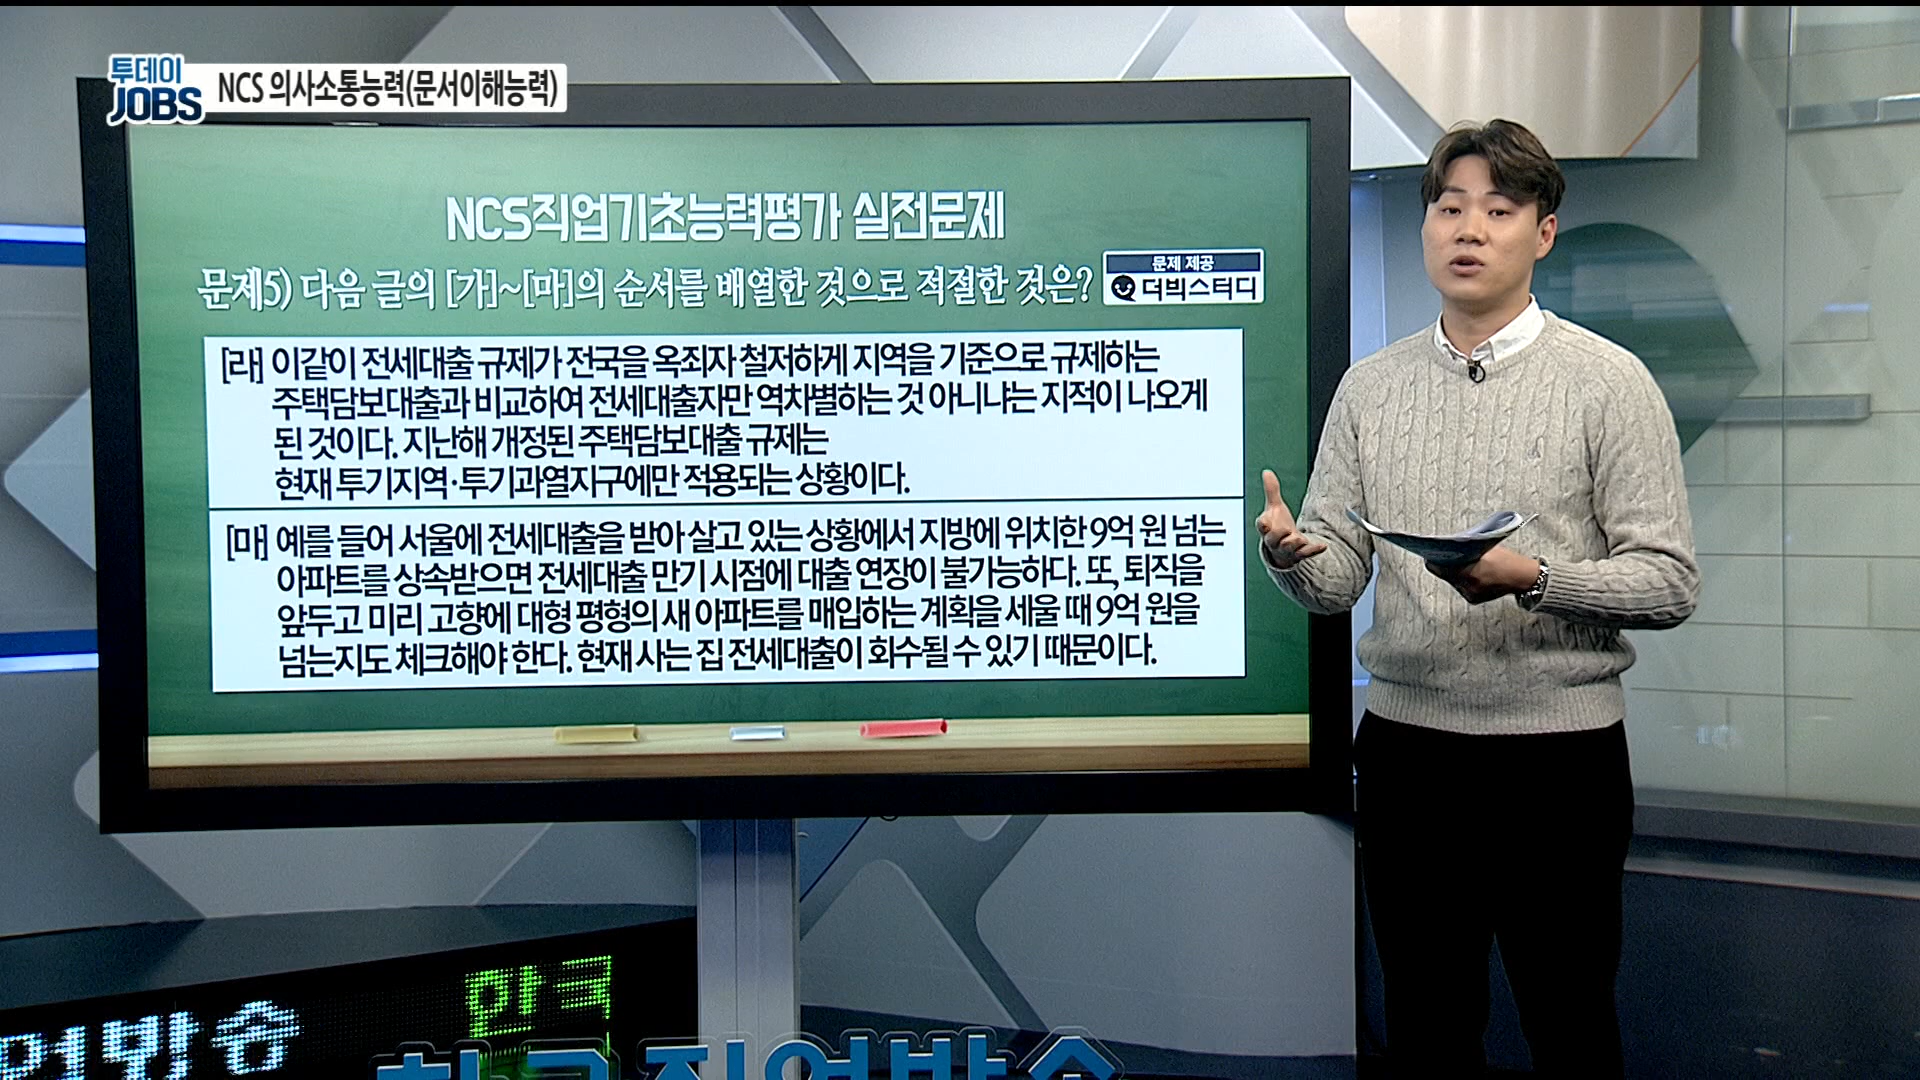 투데이
JOBS
NCS 의사소통능력(문서이해능력)
NCS직업기초능력평가 실전문제
문제5) 다음 글의 [가]~[마]의 순서를 배열한 것으로 적절한 것은?
문제 제공
더빅스터디
[라] 이같이 전세대출 규제가 전국을 옥죄자 철저하게 지역을 기준으로 규제하는
주택담보대출과 비교하여 전세대출자만 역차별하는 것 아니냐는 지적이 나오게
된 것이다. 지난해 개정된 주택담보대출 규제는
현재 투기지역·투기과열지구에만 적용되는 상황이다.
[마] 예를 들어 서울에 전세대출을 받아 살고 있는 상황에서 지방에 위치한 9억 원 넘는
아파트를 상속받으면 전세대출 만기 시점에 대출 연장이 불가능하다. 또, 퇴직을
앞두고 미리 고향에 대형 평형의 새 아파트를 매입하는 계획을 세울 때 9억 원을
넘는지도 체크해야 한다. 현재 사는 집 전세대출이 회수될 수 있기 때문이다.
업방송
한국
한국직업방송